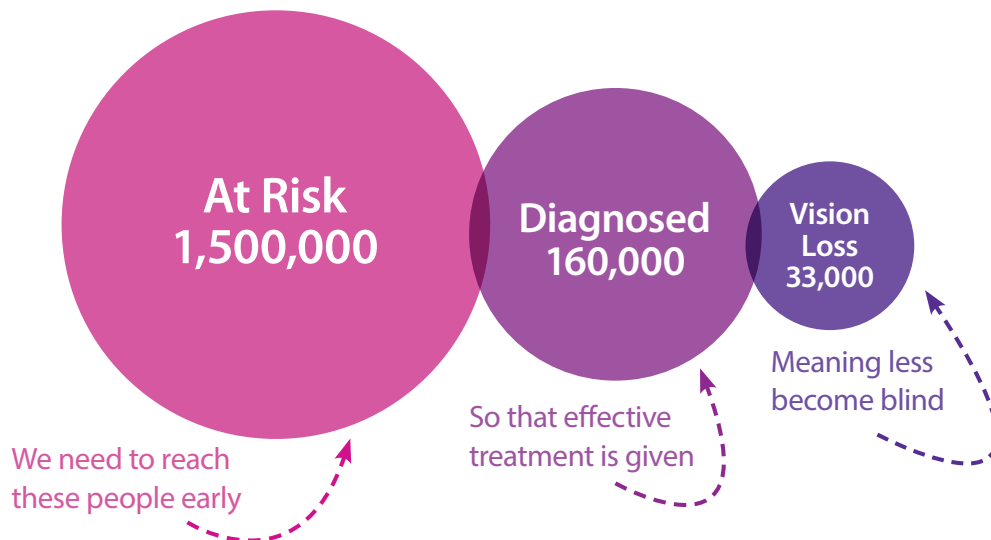 At Risk
1,500,000
Diagnosed
160,000
Vision
Loss
33,000
We need to reach
these people early
So that effective
treatment is given
Meaning less
become blind